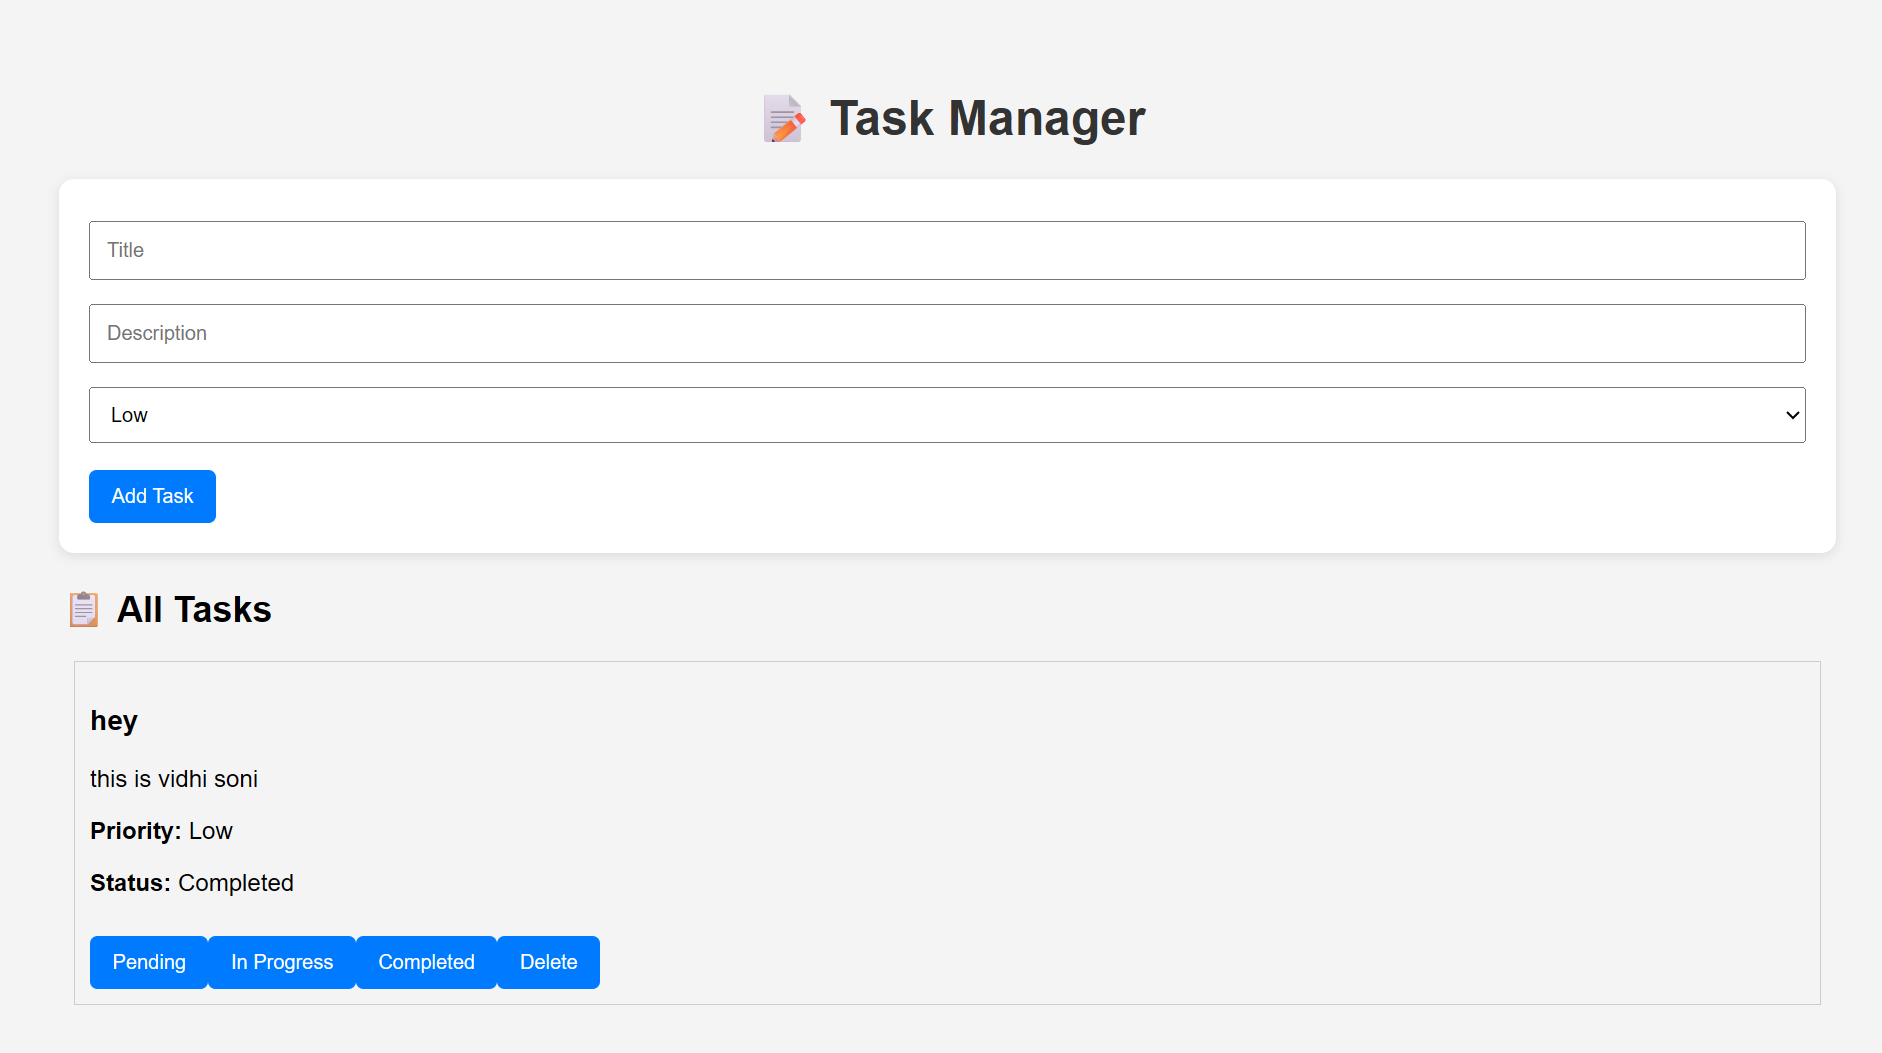 Task Manager
Title
Description
Low
Add Task
All Tasks
hey
this is vidhi soni
Priority: Low
Status: Completed
Pending In Progress Completed Delete